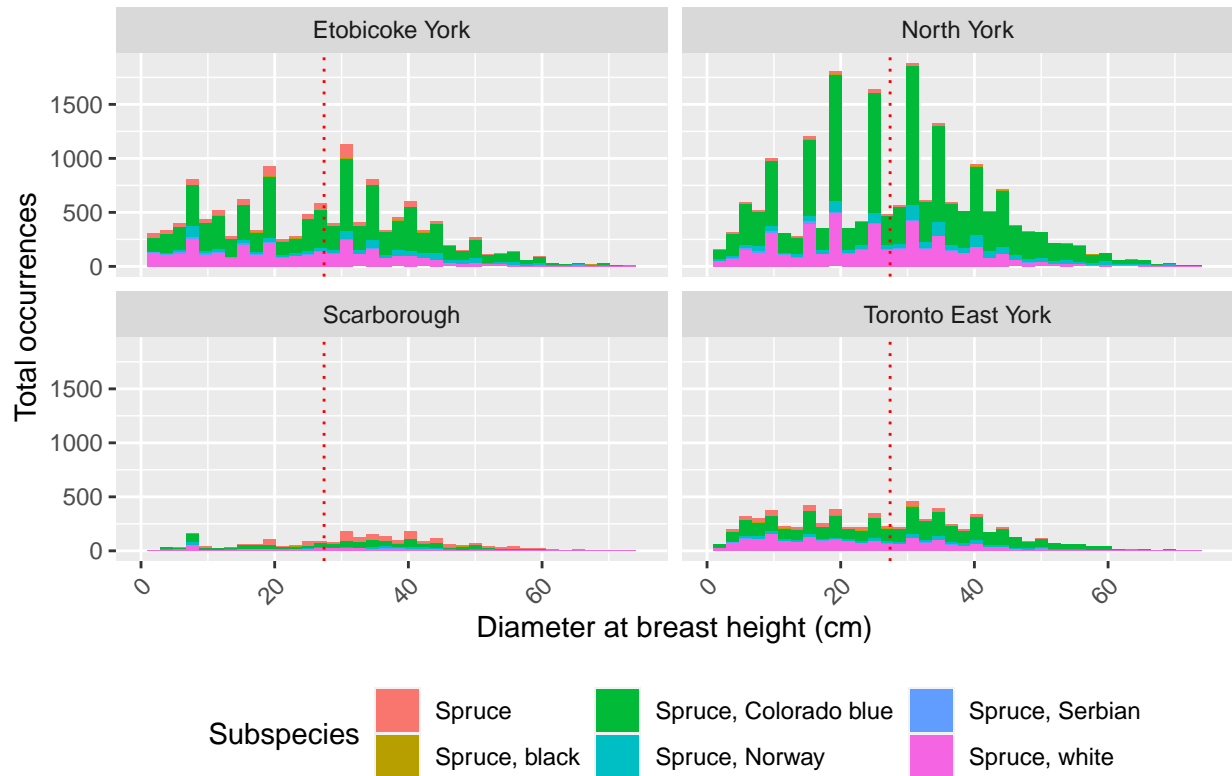 Etobicoke York
North York
1500
1000
500
0
Scarborough
Toronto East York
1500
1000
500
0
0
20
40
60
0
20
40
60
Total occurrences
Diameter at breast height (cm)
Subspecies
Spruce
Spruce, Colorado blue
Spruce, Serbian
Spruce, black
Spruce, Norway
Spruce, white